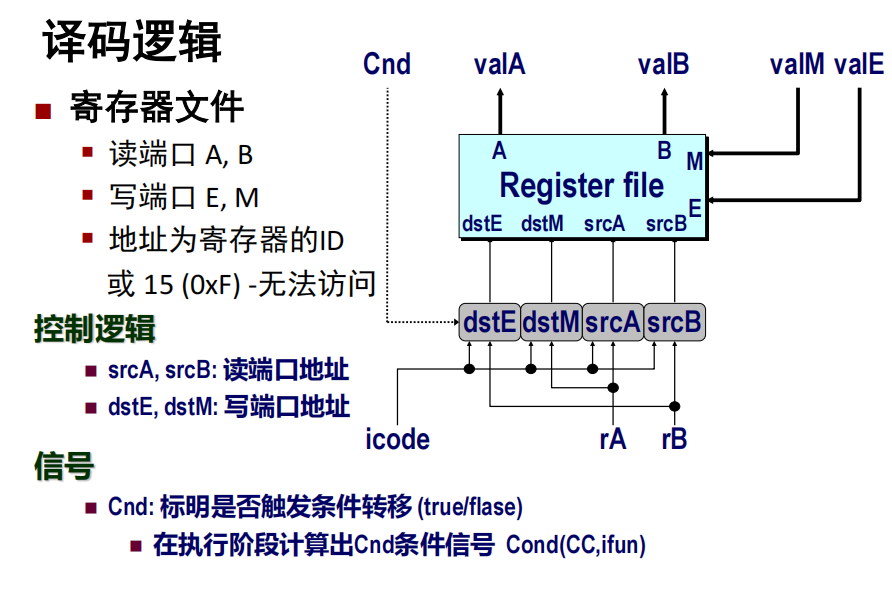 译码逻辑
寄存器文件
读端口 A, B
写端口 E, M
地址为寄存器的ID
或 15 (0xF) -无法访问
控制逻辑
srcA, srcB: 读端口地址
dstE, dstM: 写端口地址
信号
Cnd: 标明是否触发条件转移 (true/flase)
在执行阶段计算出Cnd条件信号 Cond(CC,ifun)
Cnd valA valB valM valE
A B M
Register file
E
dstE dstM srcA srcB
dstE dstM srcA srcB
icode rA rB